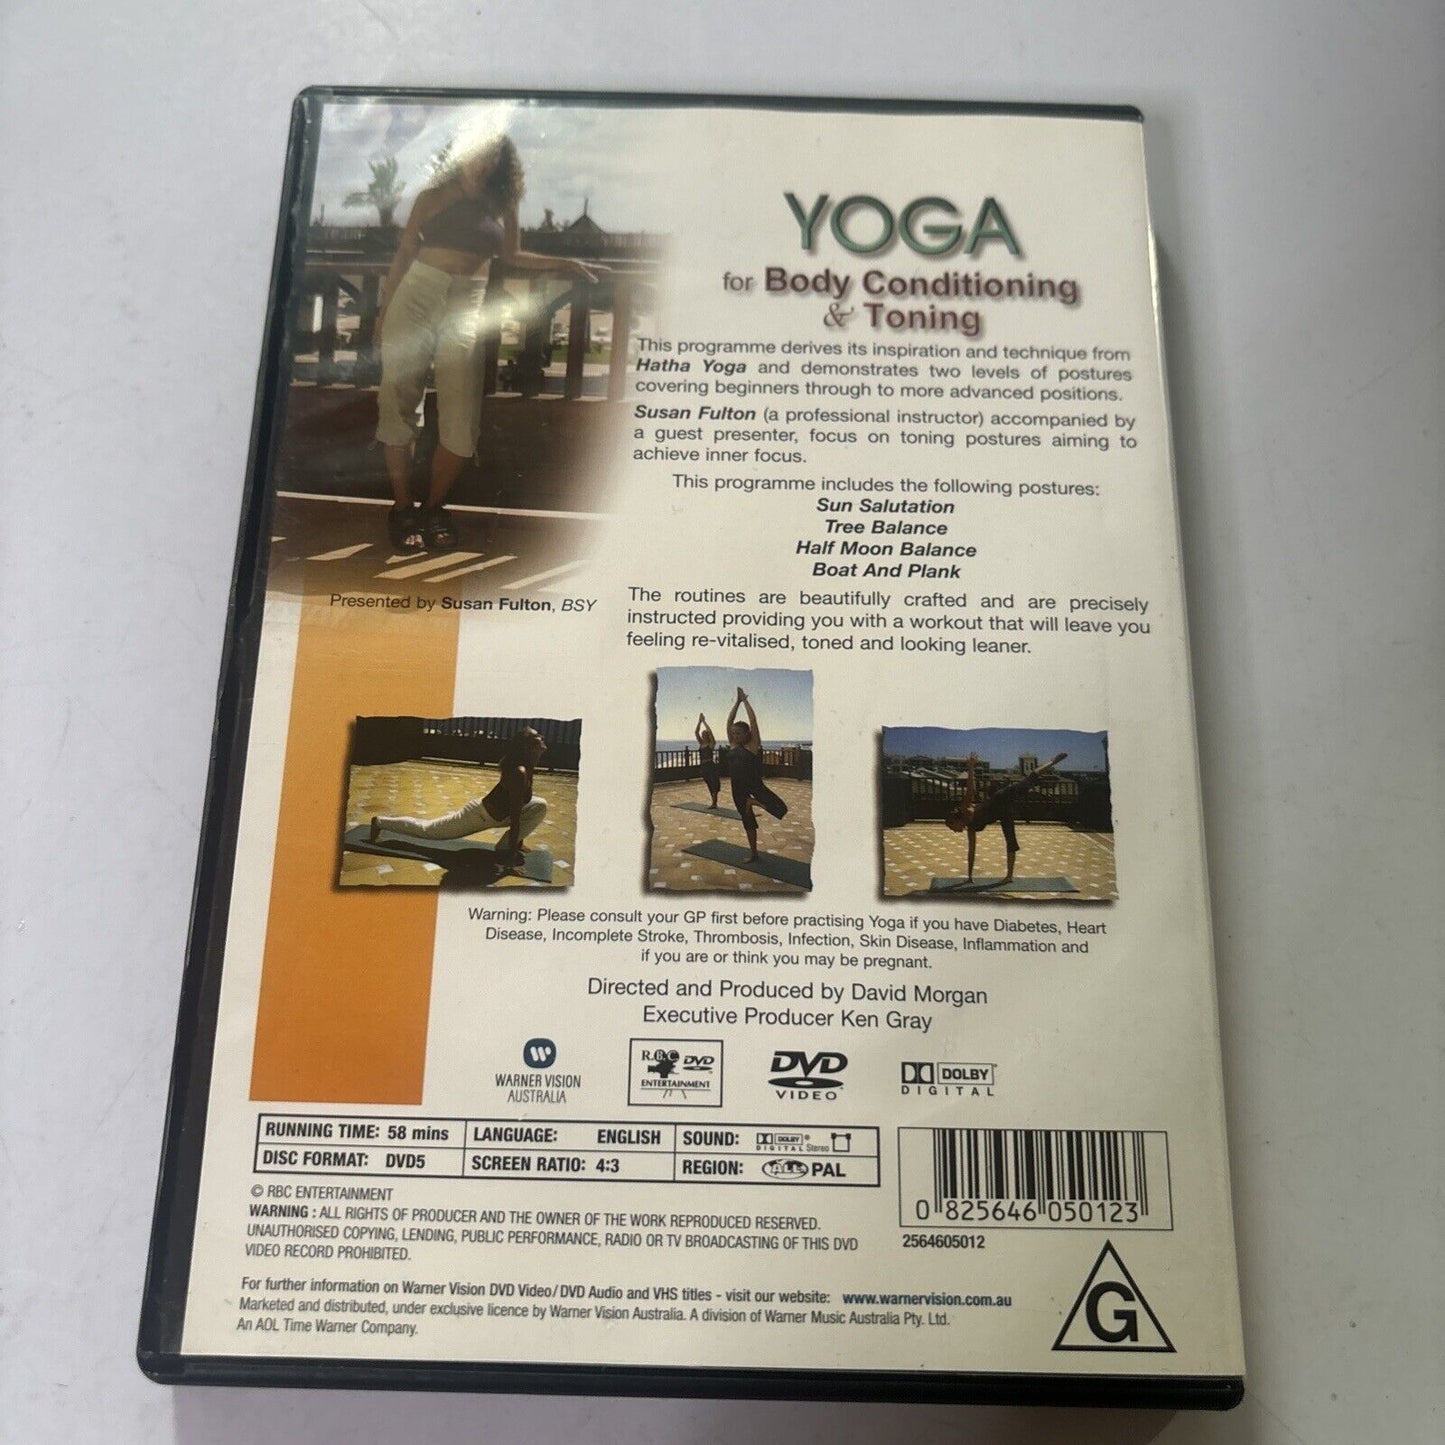 YOGA
for Body Conditioning
& Toning
This programme derives its inspiration and technique from
Hatha Yoga and demonstrates two levels of postures
covering beginners through to more advanced positions.
Susan Fulton (a professional instructor) accompanied by
a guest presenter, focus on toning postures aiming to
achieve inner focus.
This programme includes the following postures:
Sun Salutation
Tree Balance
Half Moon Balance
Boat And Plank
Presented by Susan Fulton, BSY
The routines are beautifully crafted and are precisely
instructed providing you with a workout that will leave you
feeling re-vitalised, toned and looking leaner.
Warning: Please consult your GP first before practising Yoga if you have Diabetes, Heart
Disease, Incomplete Stroke, Thrombosis, Infection, Skin Disease, Inflammation and
if you are or think you may be pregnant.
Directed and Produced by David Morgan
Executive Producer Ken Gray
WARNER VISION
AUSTRALIA
R.B.C DVD
ENTERTAINMENT
DVD
VIDEO
DOLBY
DIGITAL
RUNNING TIME: 58 mins LANGUAGE: ENGLISH SOUND: DOLBY DIGITAL Stereo
DISC FORMAT: DVD5 SCREEN RATIO: 4:3 REGION: ALL PAL
© RBC ENTERTAINMENT
WARNING : ALL RIGHTS OF PRODUCER AND THE OWNER OF THE WORK REPRODUCED RESERVED.
UNAUTHORISED COPYING, LENDING, PUBLIC PERFORMANCE, RADIO OR TV BROADCASTING OF THIS DVD
VIDEO RECORD PROHIBITED.
0 825646 050123
2564605012
For further information on Warner Vision DVD Video/DVD Audio and VHS titles - visit our website: www.warnervision.com.au
Marketed and distributed, under exclusive licence by Warner Vision Australia. A division of Warner Music Australia Pty. Ltd.
An AOL Time Warner Company.
G